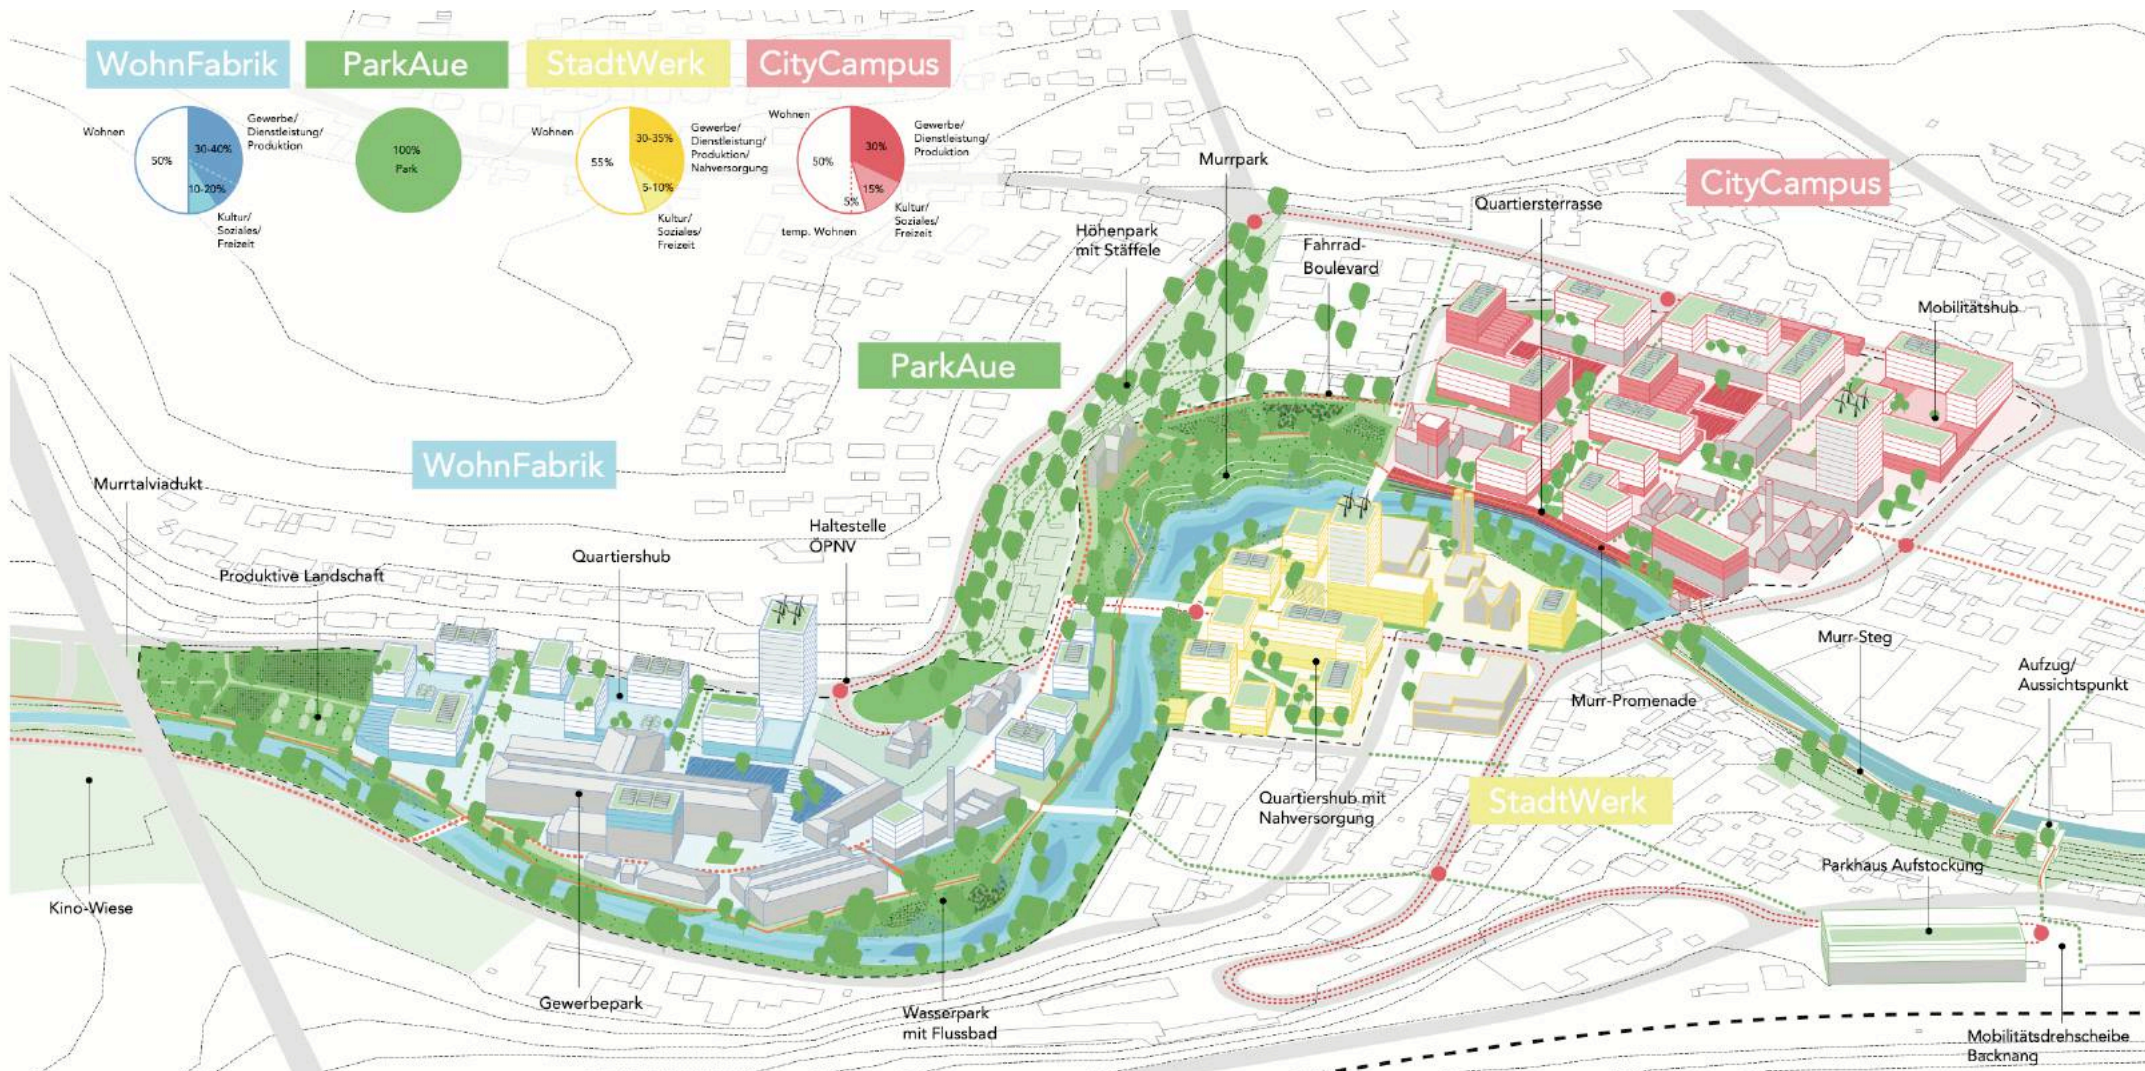 WohnFabrik
ParkAue
StadtWerk
CityCampus
Wohnen
50%
30-40%
10-20%
Gewerbe/
Dienstleistung/
Produktion
Kultur/
Soziales/
Freizeit
100%
Park
Wohnen
55%
30-35%
5-10%
Gewerbe/
Dienstleistung/
Produktion/
Nahversorgung
Kultur/
Soziales/
Freizeit
Wohnen
50%
30%
15%
5%
Gewerbe/
Dienstleistung/
Produktion
Kultur/
Soziales/
Freizeit
temp. Wohnen
Murrpark
CityCampus
Quartiersterrasse
Höhenpark
mit Stäffele
Fahrrad-
Boulevard
Mobilitätshub
ParkAue
WohnFabrik
Murrtalviadukt
Haltestelle
ÖPNV
Quartiershub
Produktive Landschaft
Murr-Steg
Aufzug/
Aussichtspunkt
Murr-Promenade
Quartiershub mit
Nahversorgung
StadtWerk
Parkhaus Aufstockung
Kino-Wiese
Gewerbepark
Wasserpark
mit Flussbad
Mobilitätsdrehscheibe
Backnang